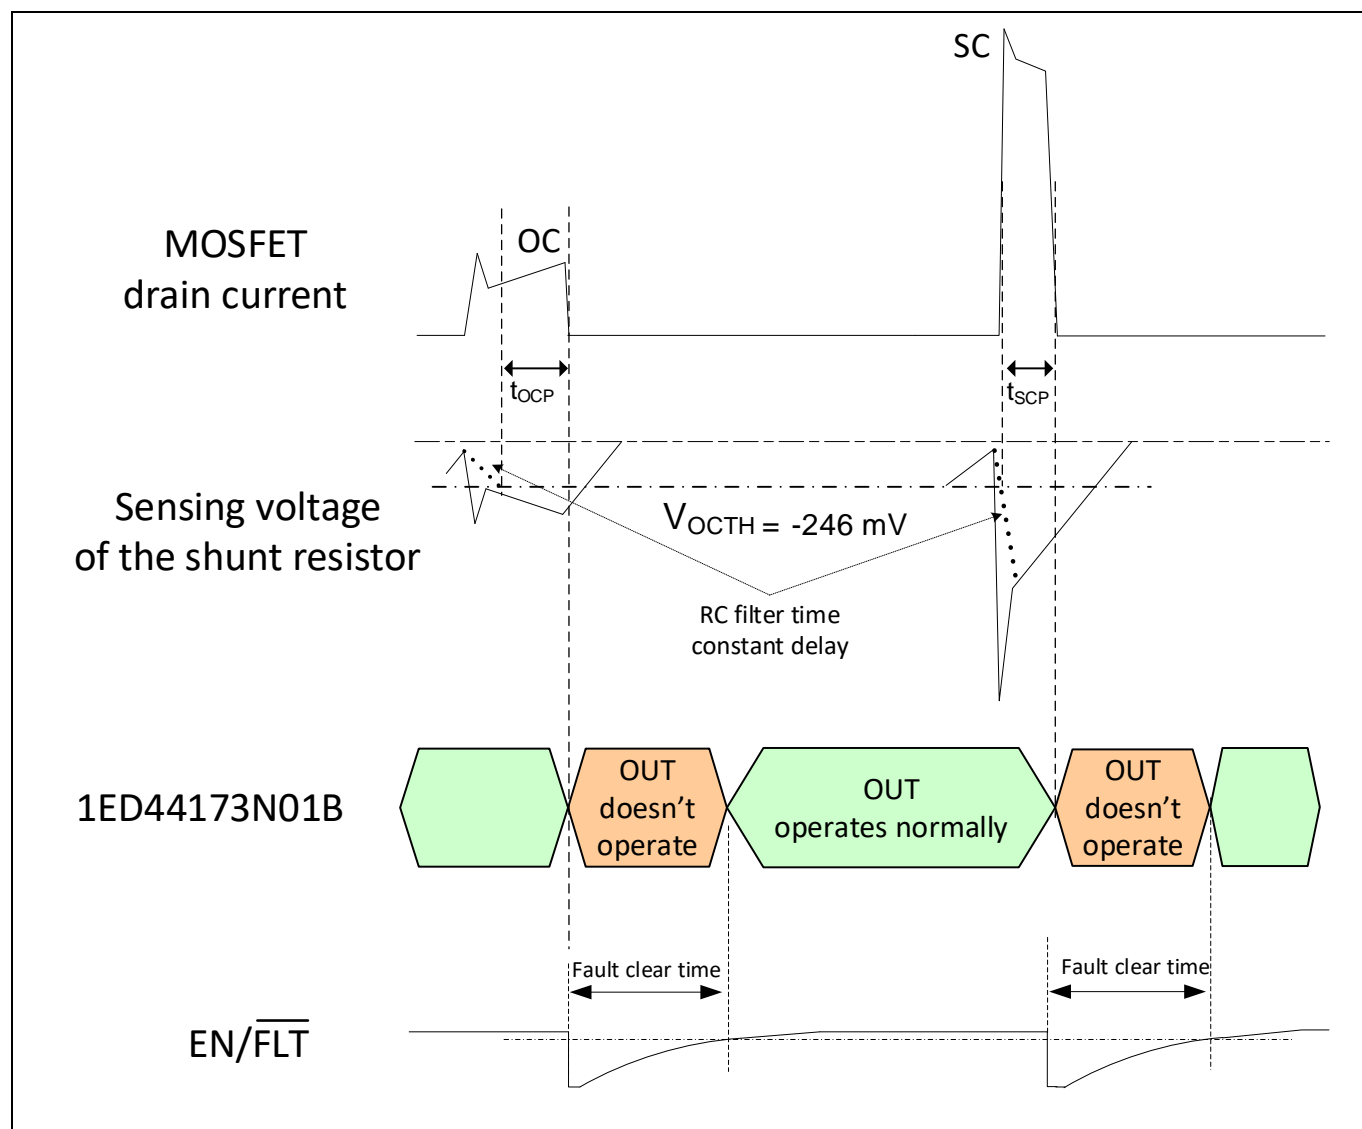 SC
OC
MOSFET
drain current
tOCP
tSCP
Sensing voltage
of the shunt resistor
VOCTH = -246 mV
RC filter time
constant delay
1ED44173N01B
OUT
doesn't
operate
OUT
operates normally
OUT
doesn't
operate
Fault clear time
Fault clear time
EN/F̅L̅T̅